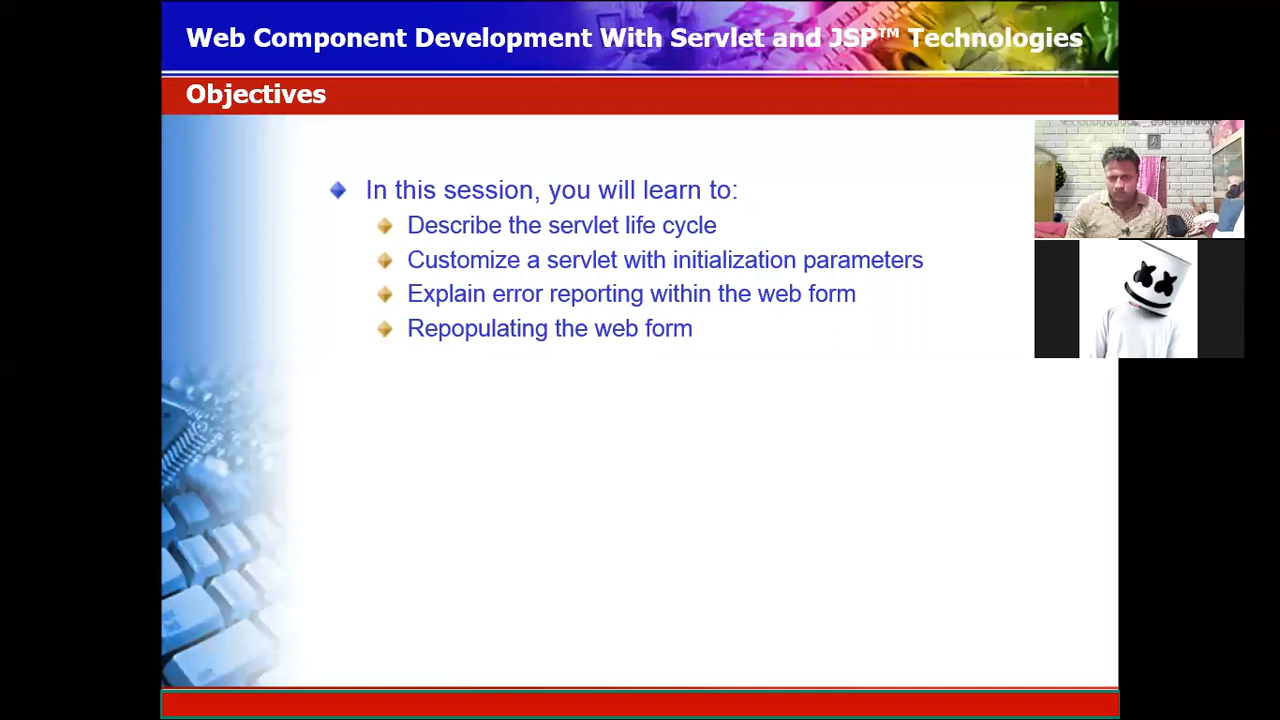 Web Component Development With Servlet and JSP™ Technologies
Objectives
In this session, you will learn to:
Describe the servlet life cycle
Customize a servlet with initialization parameters
Explain error reporting within the web form
Repopulating the web form